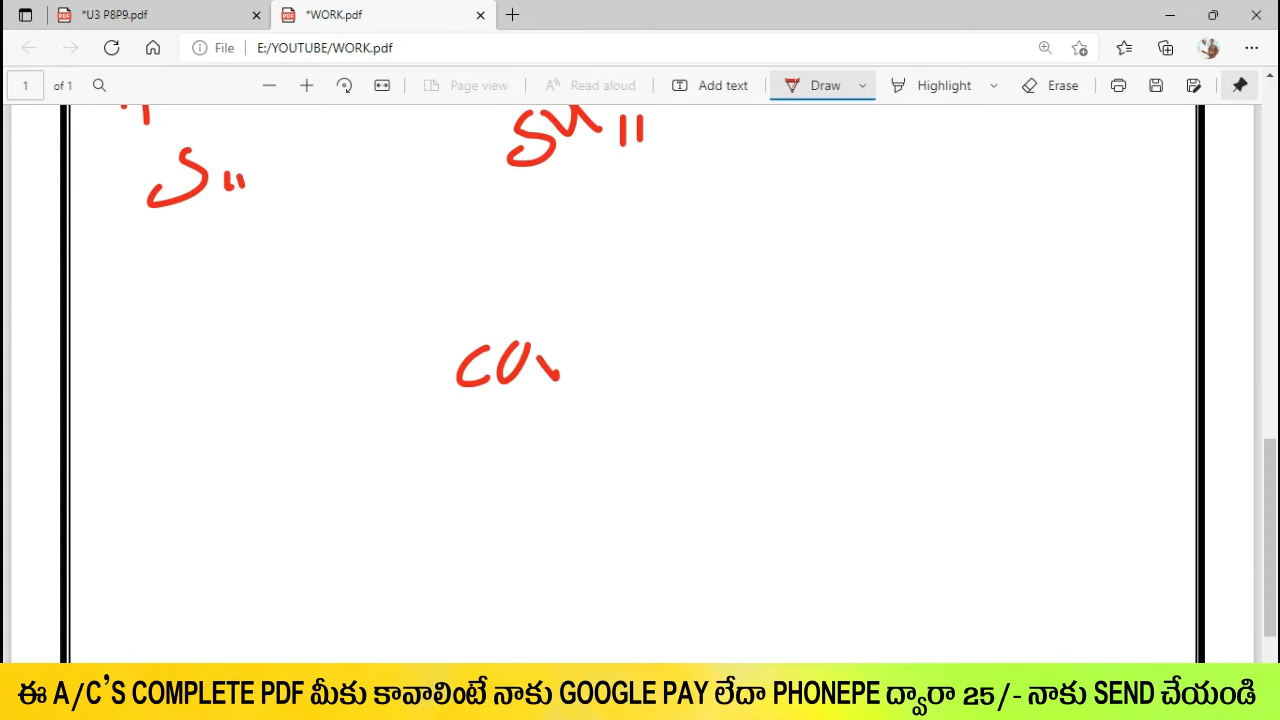 *U3 P8P9.pdf
*WORK.pdf
File E:/YOUTUBE/WORK.pdf
1 of 1 Page view Read aloud Add text Draw Highlight Erase
ఈ A/C'S COMPLETE PDF మీకు కావాలింటే నాకు GOOGLE PAY లేదా PHONEPE ద్వారా 25/- నాకు SEND చేయండి